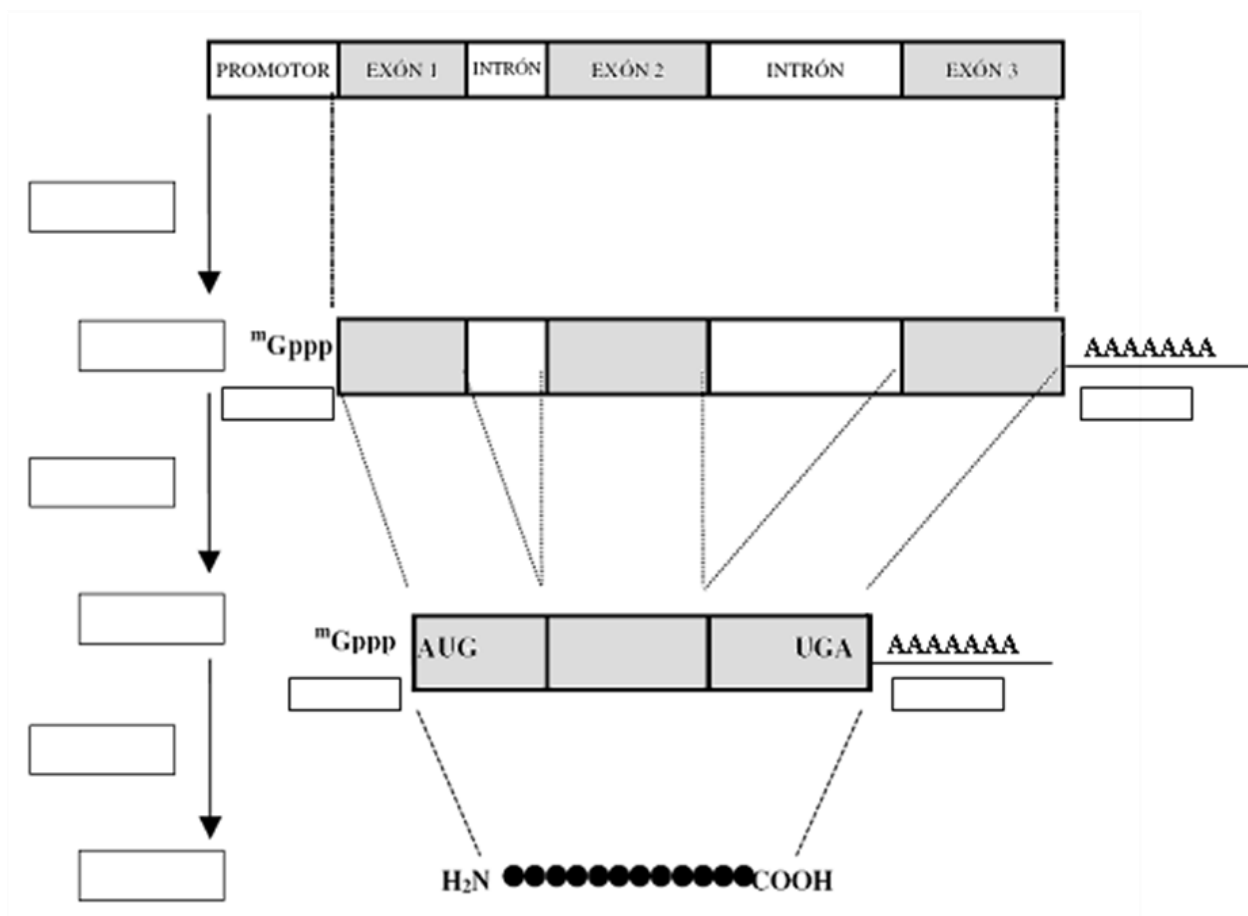 PROMOTOR EXÓN 1 INTRÓN EXÓN 2 INTRÓN EXÓN 3
mGppp AAAAAAA
mGppp AUG UGA AAAAAAA
H₂N COOH